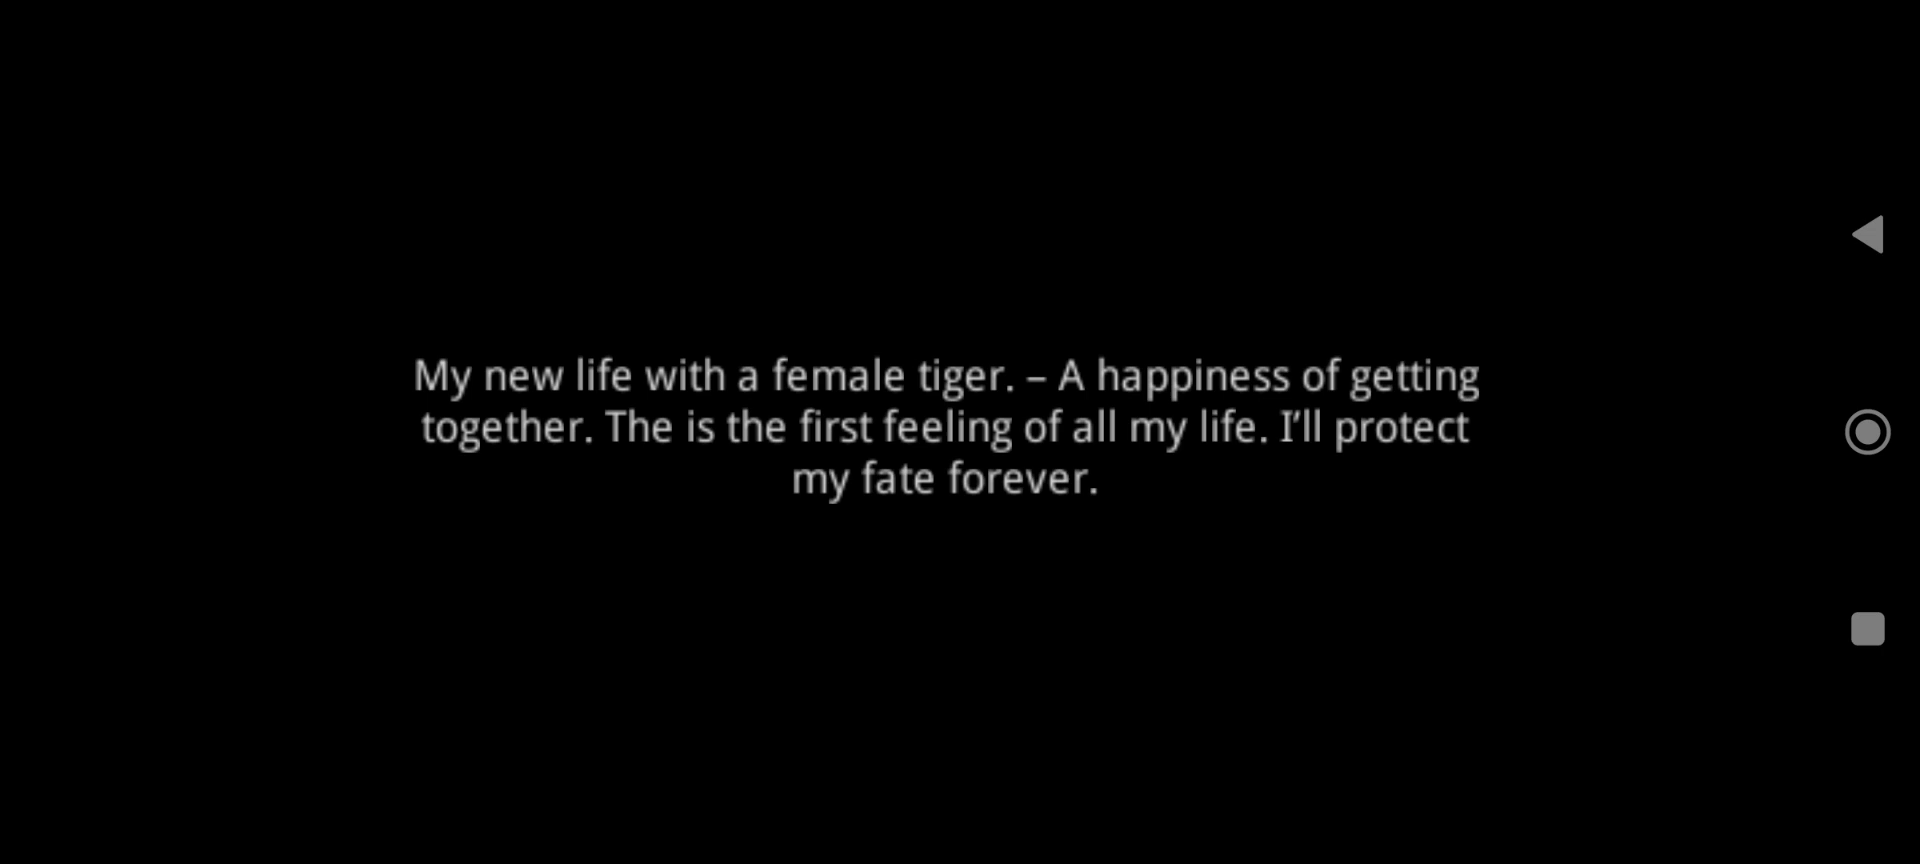 My new life with a female tiger. – A happiness of getting
together. The is the first feeling of all my life. I’ll protect
my fate forever.